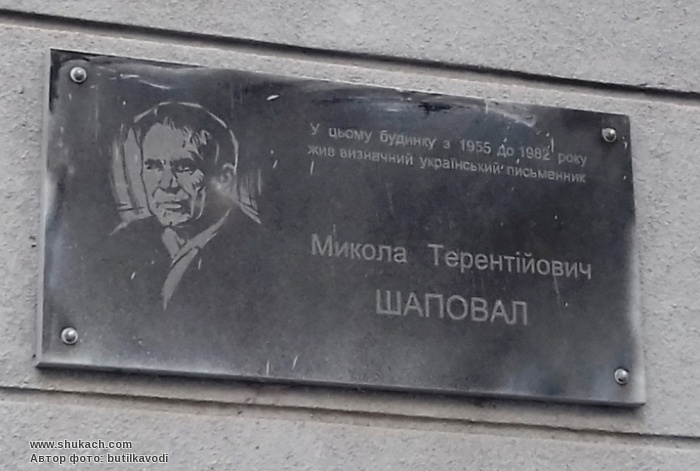 У цьому будинку з 1955 до 1982 року
жив визначний український письменник
Микола Терентійович
ШАПОВАЛ
www.shukach.com
Автор фото: butilkavodi